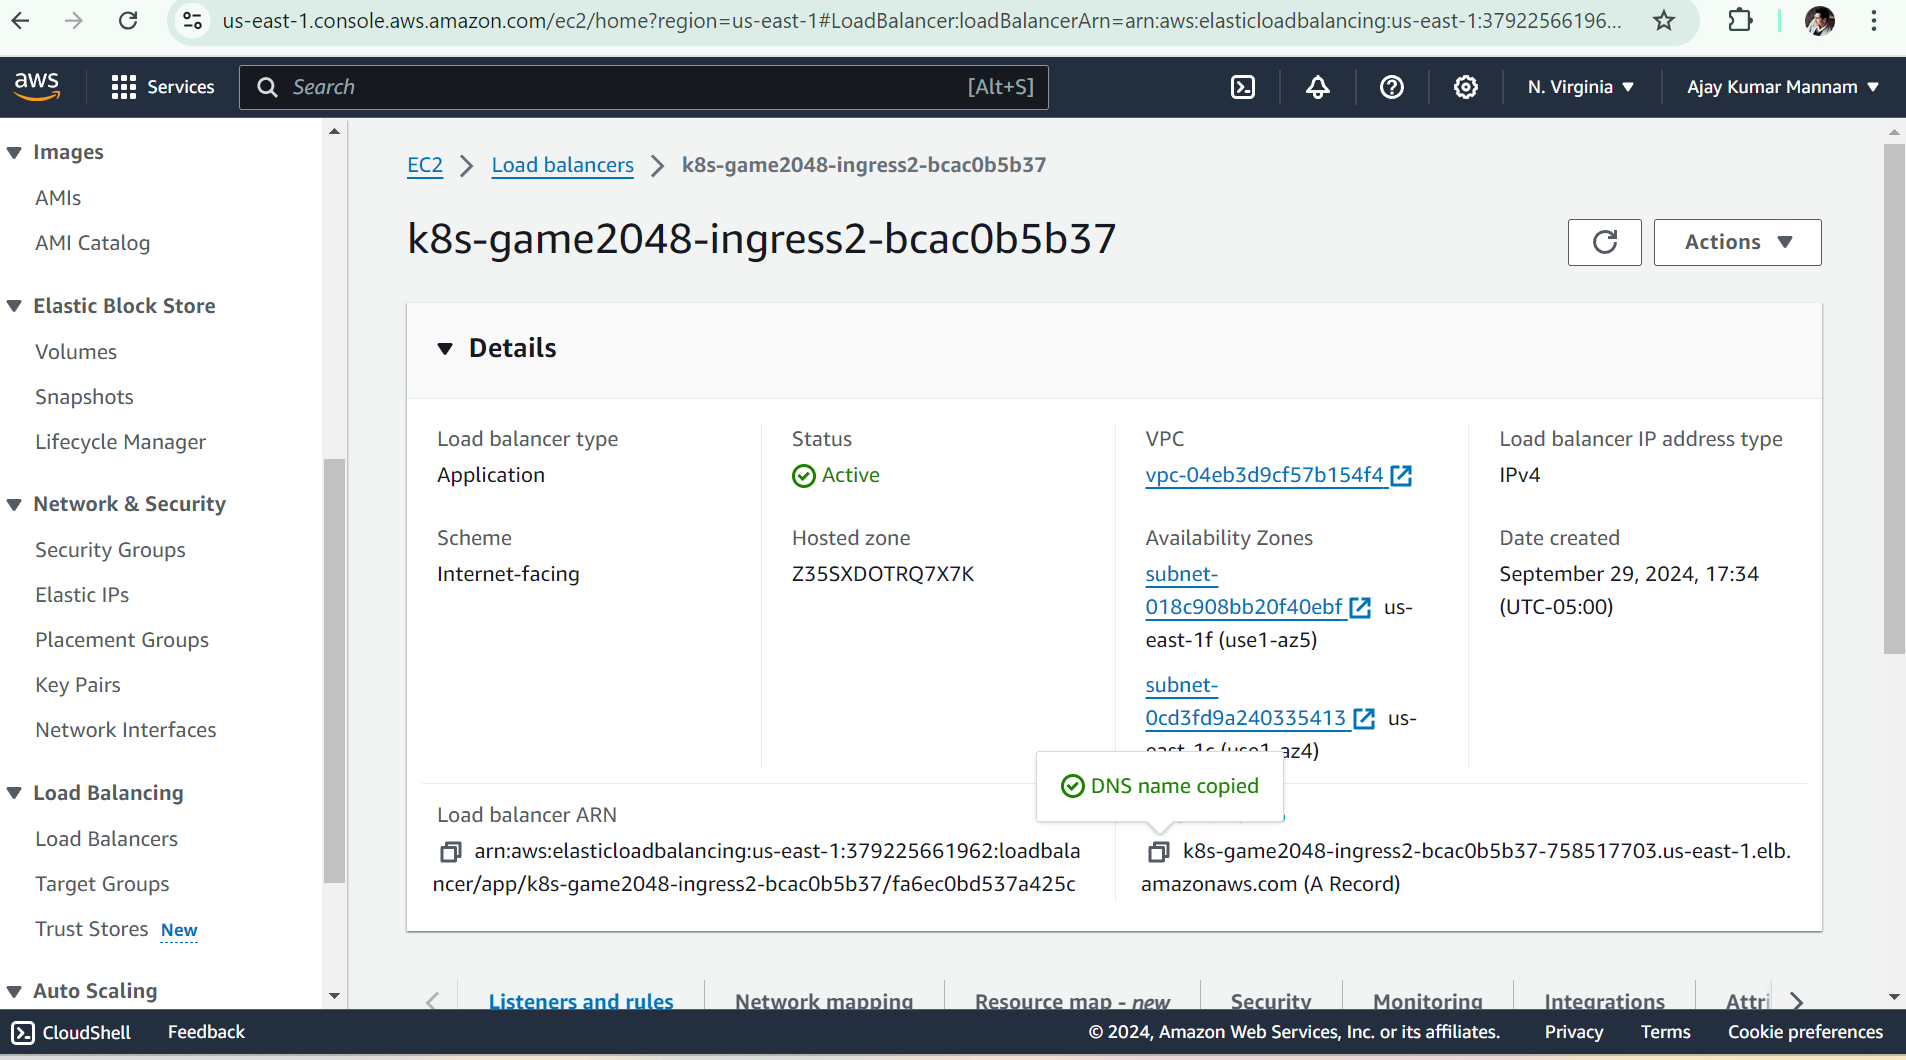 us-east-1.console.aws.amazon.com/ec2/home?region=us-east-1#LoadBalancer:loadBalancerArn=arn:aws:elasticloadbalancing:us-east-1:37922566196...
aws
Services
Search
[Alt+S]
N. Virginia
Ajay Kumar Mannam
Images
AMIs
AMI Catalog
Elastic Block Store
Volumes
Snapshots
Lifecycle Manager
Network & Security
Security Groups
Elastic IPs
Placement Groups
Key Pairs
Network Interfaces
Load Balancing
Load Balancers
Target Groups
Trust Stores New
Auto Scaling
EC2
Load balancers
k8s-game2048-ingress2-bcac0b5b37
k8s-game2048-ingress2-bcac0b5b37
Actions
Details
Load balancer type
Application
Status
Active
VPC
vpc-04eb3d9cf57b154f4
Load balancer IP address type
IPv4
Scheme
Internet-facing
Hosted zone
Z35SXDOTRQ7X7K
Availability Zones
subnet-
018c908bb20f40ebf us-
east-1f (use1-az5)
subnet-
0cd3fd9a240335413 us-
east-1c (use1-az4)
Date created
September 29, 2024, 17:34
(UTC-05:00)
DNS name copied
Load balancer ARN
arn:aws:elasticloadbalancing:us-east-1:379225661962:loadbala
ncer/app/k8s-game2048-ingress2-bcac0b5b37/fa6ec0bd537a425c
k8s-game2048-ingress2-bcac0b5b37-758517703.us-east-1.elb.
amazonaws.com (A Record)
Listeners and rules
Network mapping
Resource map - new
Security
Monitoring
Integrations
Attri
CloudShell
Feedback
© 2024, Amazon Web Services, Inc. or its affiliates.
Privacy
Terms
Cookie preferences